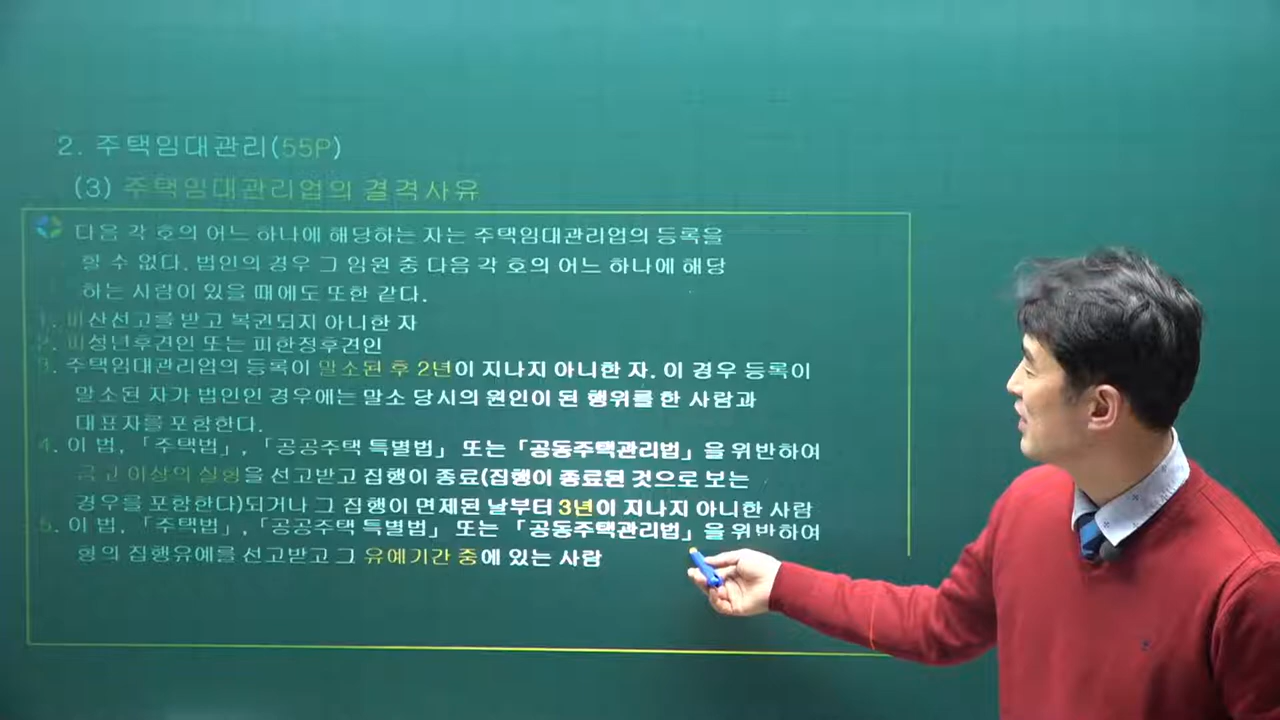 2. 주택임대관리(55P)
(3) 주택임대관리업의 결격사유
다음 각 호의 어느 하나에 해당하는 자는 주택임대관리업의 등록을
할 수 없다. 법인의 경우 그 임원 중 다음 각 호의 어느 하나에 해당
하는 사람이 있을 때에도 또한 같다.
1. 파산선고를 받고 복권되지 아니한 자
2. 피성년후견인 또는 피한정후견인
3. 주택임대관리업의 등록이 말소된 후 2년이 지나지 아니한 자. 이 경우 등록이
말소된 자가 법인인 경우에는 말소 당시의 원인이 된 행위를 한 사람과
대표자를 포함한다.
4. 이 법, 「주택법」, 「공공주택 특별법」 또는 「공동주택관리법」을 위반하여
금고 이상의 실형을 선고받고 집행이 종료(집행이 종료된 것으로 보는
경우를 포함한다)되거나 그 집행이 면제된 날부터 3년이 지나지 아니한 사람
5. 이 법, 「주택법」, 「공공주택 특별법」 또는 「공동주택관리법」을 위반하여
형의 집행유예를 선고받고 그 유예기간 중에 있는 사람